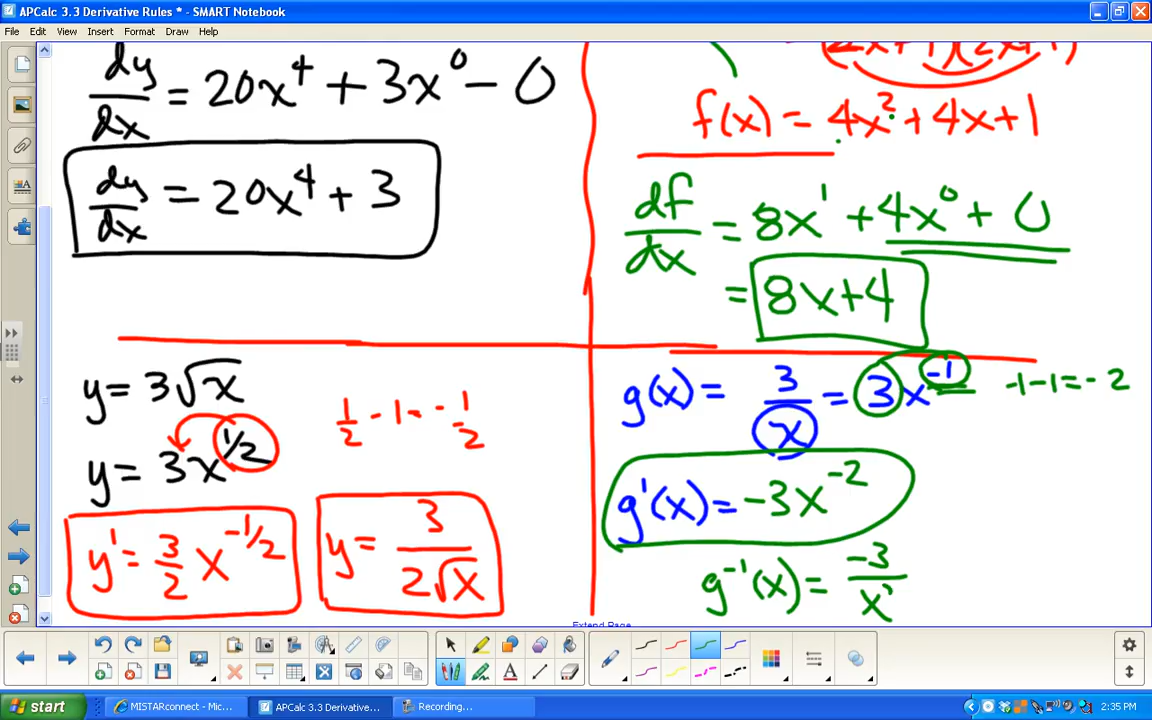 APCalc 3.3 Derivative Rules * - SMART Notebook
File Edit View Insert Format Draw Help
dy/dx = 20x⁴ + 3x⁰ - 0
dy/dx = 20x⁴ + 3
f(x) = 4x² + 4x + 1
df/dx = 8x¹ + 4x⁰ + 0
= 8x+4
y = 3√x
y = 3x^1/2
1/2 - 1 = -1/2
y' = 3/2 x^-1/2
y = 3/(2√x)
g(x) = 3/x = 3x^-1
-1-1=-2
g'(x) = -3x^-2
g^-1(x) = -3/x
Extend Page
start
MISTARconnect - Mic...
APCalc 3.3 Derivative...
Recording...
2:35 PM